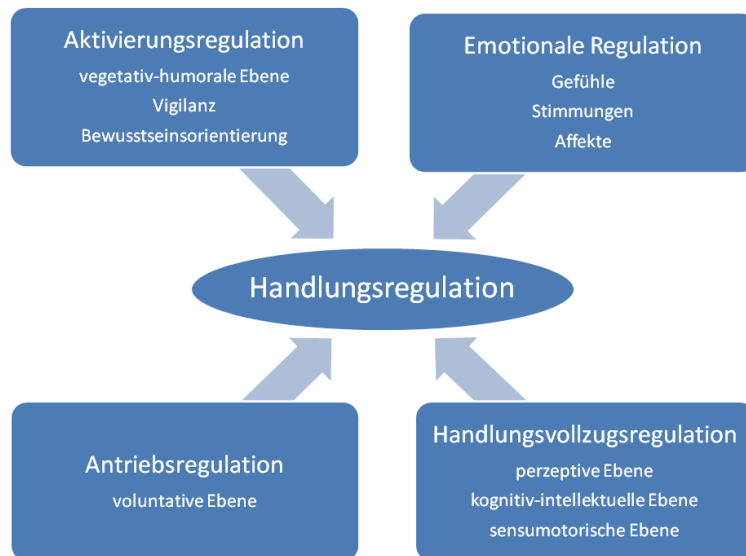 Aktivierungsregulation
vegetativ-humorale Ebene
Vigilanz
Bewusstseinsorientierung
Emotionale Regulation
Gefühle
Stimmungen
Affekte
Handlungsregulation
Antriebsregulation
voluntative Ebene
Handlungsvollzugsregulation
perzeptive Ebene
kognitiv-intellektuelle Ebene
sensumotorische Ebene